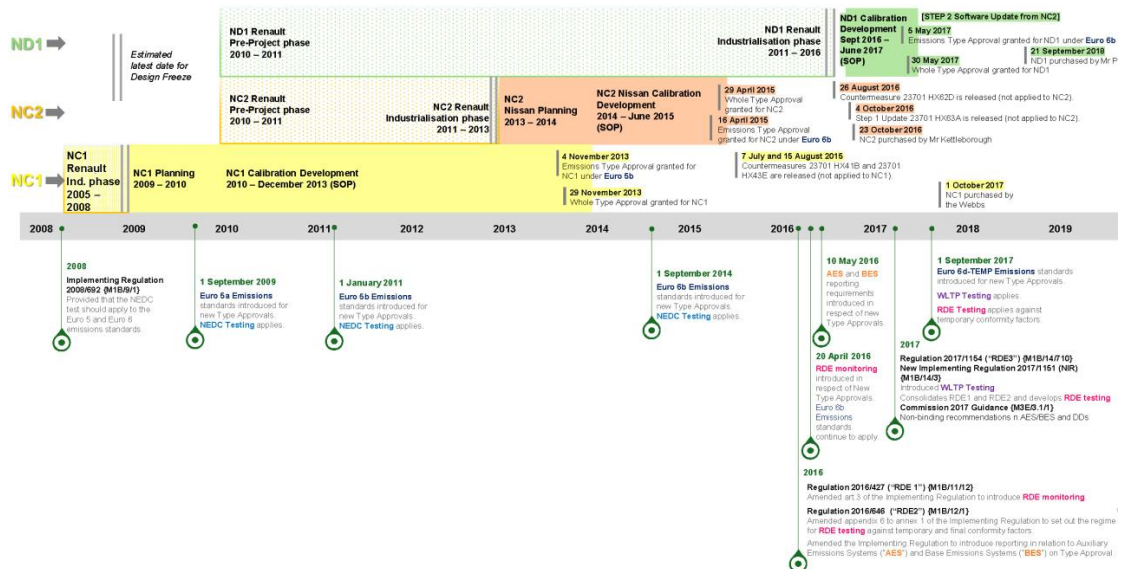 ND1
Estimated
latest date for
Design Freeze
ND1 Renault
Pre-Project phase
2010 – 2011
ND1 Renault
Industrialisation phase
2011 – 2016
ND1 Calibration
Development
Sept 2016 –
June 2017
(SOP)
[STEP 2 Software Update from NC2]
5 May 2017
Emissions Type Approval granted for ND1 under Euro 6b
21 September 2018
ND1 purchased by Mr P
30 May 2017
Whole Type Approval granted for ND1
NC2
NC2 Renault
Pre-Project phase
2010 – 2011
NC2 Renault
Industrialisation phase
2011 – 2013
NC2
Nissan Planning
2013 – 2014
NC2 Nissan Calibration
Development
2014 – June 2015
(SOP)
29 April 2015
Whole Type Approval
granted for NC2
16 April 2015
Emissions Type Approval
granted for NC2 under Euro 6b
26 August 2016
Countermeasure 23701 HX62D is released (not applied to NC2).
4 October 2016
Step 1 Update 23701 HX63A is released (not applied to NC2).
23 October 2016
NC2 purchased by Mr Kettleborough
NC1
NC1
Renault
Ind. phase
2005 –
2008
NC1 Planning
2009 – 2010
NC1 Calibration Development
2010 – December 2013 (SOP)
4 November 2013
Emissions Type Approval granted for
NC1 under Euro 5b
29 November 2013
Whole Type Approval granted for NC1
7 July and 15 August 2016
Countermeasures 23701 HX41B and 23701
HX43E are released (not applied to NC1).
1 October 2017
NC1 purchased by
the Webbs
2008 2009 2010 2011 2012 2013 2014 2015 2016 2017 2018 2019
2008
Implementing Regulation
2008/692 {M1B/9/1}
Provided that the NEDC
test should apply to the
Euro 5 and Euro 6
emissions standards.
1 September 2009
Euro 5a Emissions
standards introduced for
new Type Approvals.
NEDC Testing applies.
1 January 2011
Euro 5b Emissions
standards introduced for
new Type Approvals.
NEDC Testing applies.
1 September 2014
Euro 6b Emissions
standards introduced for
new Type Approvals.
NEDC Testing applies.
10 May 2016
AES and BES
reporting
requirements
introduced in
respect of new
Type Approvals.
20 April 2016
RDE monitoring
introduced in
respect of New
Type Approvals.
Euro 6b
Emissions
standards
continue to apply.
1 September 2017
Euro 6d-TEMP Emissions standards
introduced for new Type Approvals.
WLTP Testing applies.
RDE Testing applies against
temporary conformity factors.
2017
Regulation 2017/1154 ("RDE3") {M1B/14/710}
New Implementing Regulation 2017/1151 (NIR)
{M1B/14/3}
Introduced WLTP Testing
Consolidates RDE1 and RDE2 and develops RDE testing
Commission 2017 Guidance {M3E/3.1/1}
Non-binding recommendations n AES/BES and DDs
2016
Regulation 2016/427 ("RDE 1") {M1B/11/12}
Amended art.3 of the Implementing Regulation to introduce RDE monitoring
Regulation 2016/646 ("RDE2") {M1B/12/1}
Amended appendix 6 to annex 1 of the Implementing Regulation to set out the regime
for RDE testing against temporary and final conformity factors.
Amended the Implementing Regulation to introduce reporting in relation to Auxiliary
Emissions Systems ("AES") and Base Emissions Systems ("BES") on Type Approval.